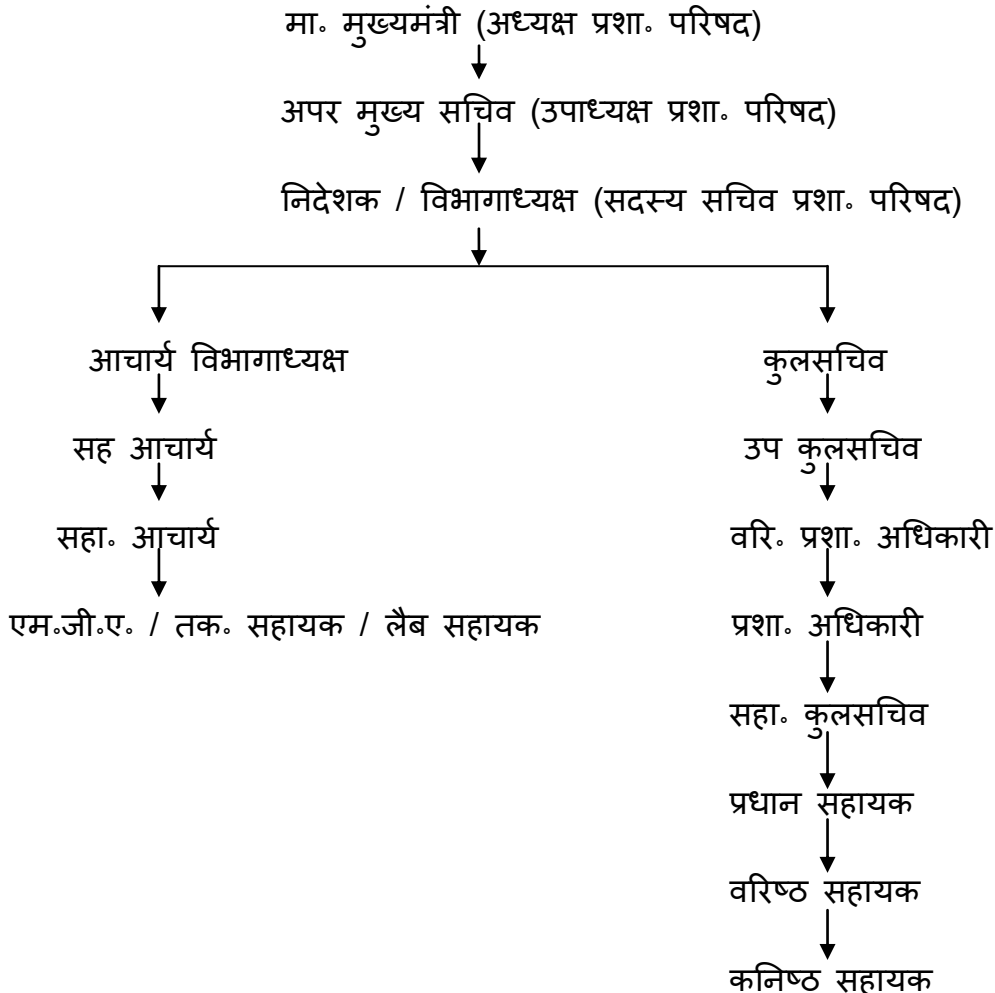 मा॰ मुख्यमंत्री (अध्यक्ष प्रशा॰ परिषद)
अपर मुख्य सचिव (उपाध्यक्ष प्रशा॰ परिषद)
निदेशक / विभागाध्यक्ष (सदस्य सचिव प्रशा॰ परिषद)
आचार्य विभागाध्यक्ष
सह आचार्य
सहा॰ आचार्य
एम॰जी॰ए॰ / तक॰ सहायक / लैब सहायक
कुलसचिव
उप कुलसचिव
वरि॰ प्रशा॰ अधिकारी
प्रशा॰ अधिकारी
सहा॰ कुलसचिव
प्रधान सहायक
वरिष्ठ सहायक
कनिष्ठ सहायक